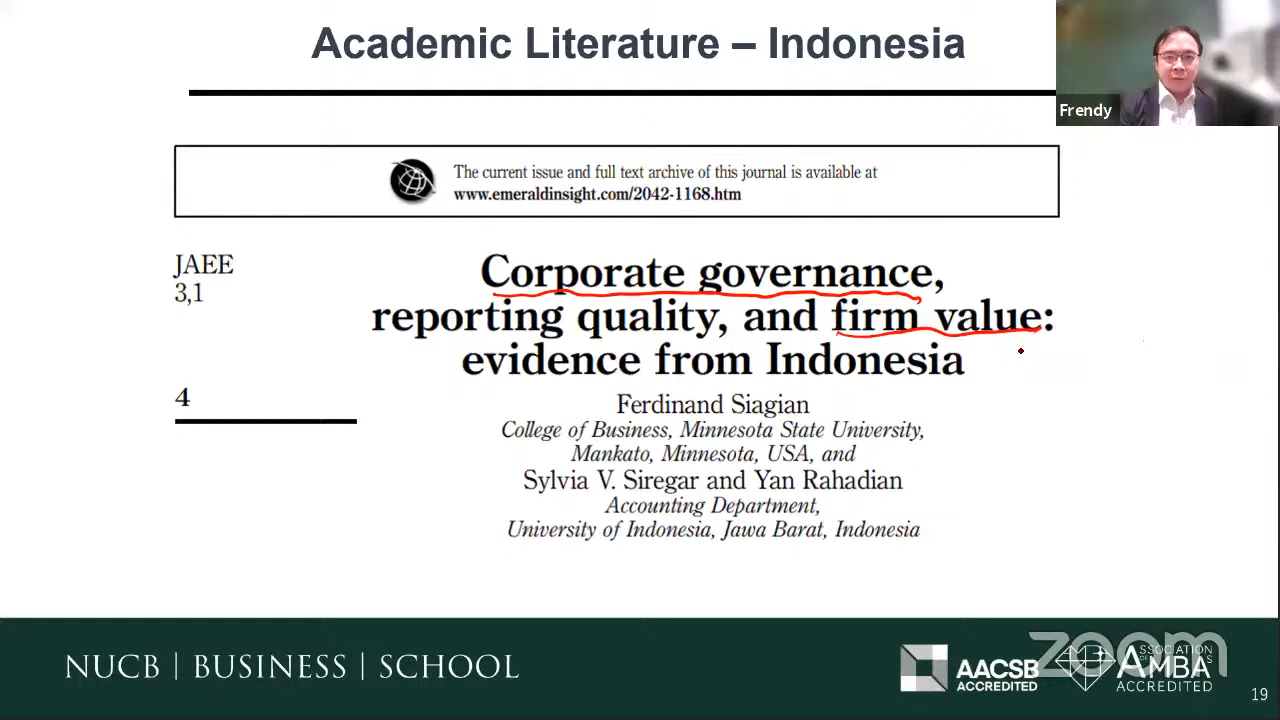 Academic Literature – Indonesia
Frendy
The current issue and full text archive of this journal is available at
www.emeraldinsight.com/2042-1168.htm
JAEE
3,1
4
Corporate governance,
reporting quality, and firm value:
evidence from Indonesia
Ferdinand Siagian
College of Business, Minnesota State University,
Mankato, Minnesota, USA, and
Sylvia V. Siregar and Yan Rahadian
Accounting Department,
University of Indonesia, Jawa Barat, Indonesia
NUCB | BUSINESS | SCHOOL
AACSB
ACCREDITED
ASSOCIATION
OF MBA'S
AMBA
ACCREDITED
zoom
19